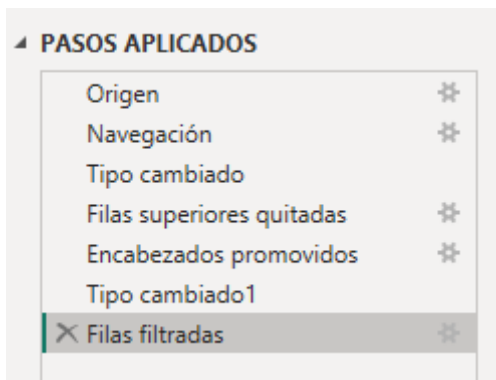 PASOS APLICADOS
Origen
Navegación
Tipo cambiado
Filas superiores quitadas
Encabezados promovidos
Tipo cambiado1
Filas filtradas